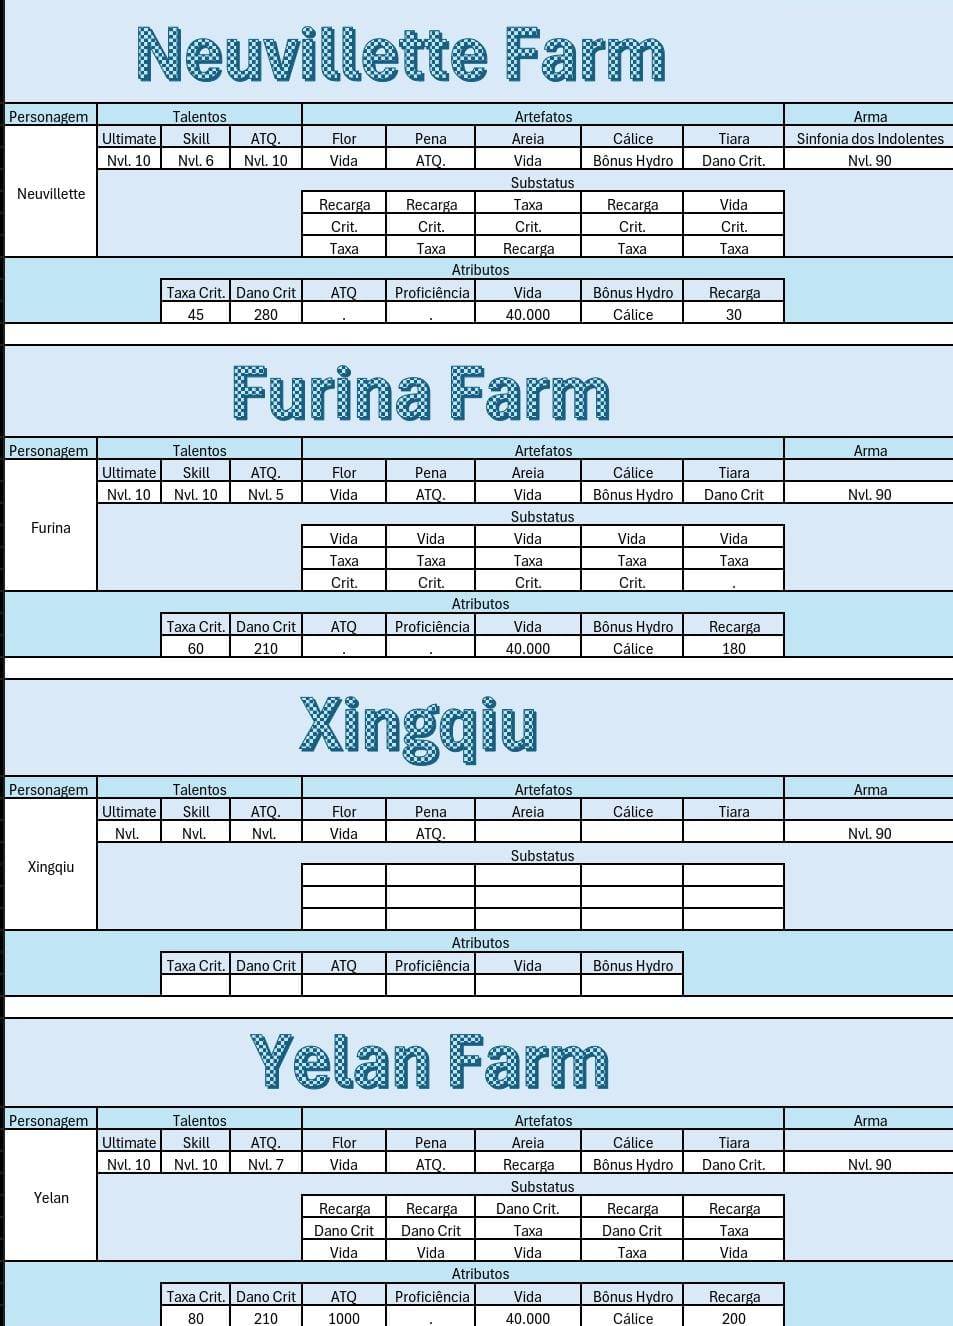 Neuvillette Farm
Personagem Talentos Artefatos Arma
Ultimate Skill ATQ. Flor Pena Areia Cálice Tiara Sinfonia dos Indolentes
Nvl. 10 Nvl. 6 Nvl. 10 Vida ATQ. Vida Bônus Hydro Dano Crit. Nvl. 90
Neuvillette
Substatus
Recarga Recarga Taxa Recarga Vida
Crit. Crit. Crit. Crit. Crit.
Taxa Taxa Recarga Taxa Taxa
Atributos
Taxa Crit. Dano Crit ATQ Proficiência Vida Bônus Hydro Recarga
45 280 . . 40.000 Cálice 30
Furina Farm
Personagem Talentos Artefatos Arma
Ultimate Skill ATQ. Flor Pena Areia Cálice Tiara
Nvl. 10 Nvl. 10 Nvl. 5 Vida ATQ. Vida Bônus Hydro Dano Crit Nvl. 90
Furina
Substatus
Vida Vida Vida Vida Vida
Taxa Taxa Taxa Taxa Taxa
Crit. Crit. Crit. Crit. .
Atributos
Taxa Crit. Dano Crit ATQ Proficiência Vida Bônus Hydro Recarga
60 210 . . 40.000 Cálice 180
Xingqiu
Personagem Talentos Artefatos Arma
Ultimate Skill ATQ. Flor Pena Areia Cálice Tiara
Nvl. Nvl. Nvl. Vida ATQ. Nvl. 90
Xingqiu
Substatus
Atributos
Taxa Crit. Dano Crit ATQ Proficiência Vida Bônus Hydro
Yelan Farm
Personagem Talentos Artefatos Arma
Ultimate Skill ATQ. Flor Pena Areia Cálice Tiara
Nvl. 10 Nvl. 10 Nvl. 7 Vida ATQ. Recarga Bônus Hydro Dano Crit. Nvl. 90
Yelan
Substatus
Recarga Recarga Dano Crit. Recarga Recarga
Dano Crit Dano Crit Taxa Dano Crit Taxa
Vida Vida Vida Taxa Vida
Atributos
Taxa Crit. Dano Crit ATQ Proficiência Vida Bônus Hydro Recarga
80 210 1000 . 40.000 Cálice 200